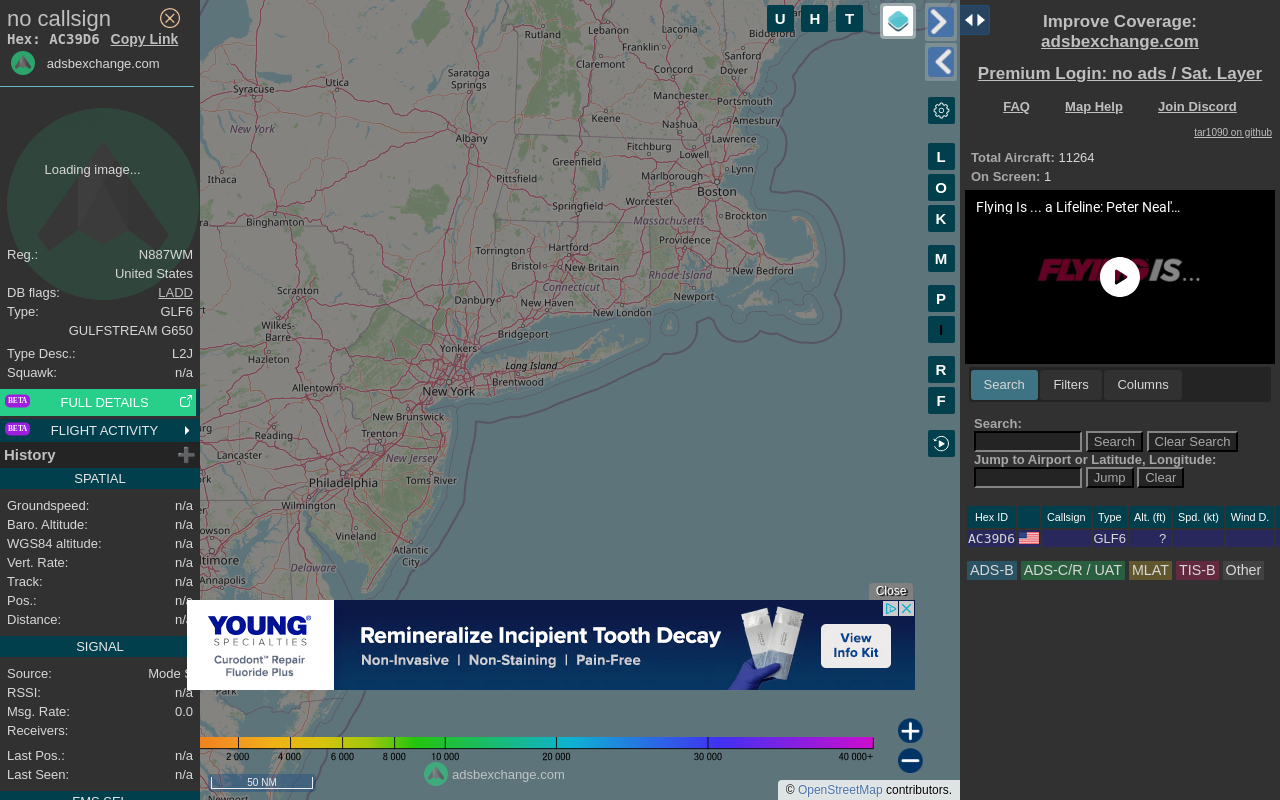 no callsign
Hex: AC39D6 Copy Link
adsbexchange.com
Loading image...
Reg.: N887WM
United States
DB flags: LADD
Type: GLF6
GULFSTREAM G650
Type Desc.: L2J
Squawk: n/a
BETA FULL DETAILS
BETA FLIGHT ACTIVITY
History
SPATIAL
Groundspeed: n/a
Baro. Altitude: n/a
WGS84 altitude: n/a
Vert. Rate: n/a
Track: n/a
Pos.: n/a
Distance: n/a
SIGNAL
Source: Mode S
RSSI: n/a
Msg. Rate: 0.0
Receivers:
Last Pos.: n/a
Last Seen: n/a
FMS SEL
U H T
Rutland
Lebanon
Laconia
Franklin
Sanford
Claremont
Concord
Dover
Saratoga
Springs
Utica
Syracuse
Manchester
Portsmouth
Keene
Amesbury
New York
Nashua
Albany
Lawrence
Fitchburg
Lowell
Greenfield
Lynn
Ithaca
Pittsfield
Marlborough
Boston
Worcester
Springfield
Brockton
Binghamton
Massachusetts
Providence
Torrington
Hartford
Bristol
New Britain
New Bedford
Rhode Island
Connecticut
Scranton
Danbury
New Haven
Newport
New London
Wilkes-
Barre
Bridgeport
Hazleton
Yonkers
Long Island
Allentown
New York
Brentwood
New Brunswick
Reading
Trenton
Lancaster
New Jersey
Philadelphia
Toms River
Wilmington
Vineland
Atlantic
City
Annapolis
Delaware
L
O
K
M
P
I
R
F
Close
YOUNG
SPECIALTIES
Curodont™ Repair
Fluoride Plus
Remineralize Incipient Tooth Decay
Non-Invasive | Non-Staining | Pain-Free
View
Info Kit
Park
2 000 4 000 6 000 8 000 10 000 20 000 30 000 40 000+
adsbexchange.com
50 NM
Newport
© OpenStreetMap contributors.
Improve Coverage:
adsbexchange.com
Premium Login: no ads / Sat. Layer
FAQ Map Help Join Discord
tar1090 on github
Total Aircraft: 11264
On Screen: 1
Flying Is ... a Lifeline: Peter Neal'...
FLYING IS...
Search Filters Columns
Search:
Search Clear Search
Jump to Airport or Latitude, Longitude:
Jump Clear
Hex ID Callsign Type Alt. (ft) Spd. (kt) Wind D.
AC39D6 GLF6 ?
ADS-B ADS-C/R / UAT MLAT TIS-B Other